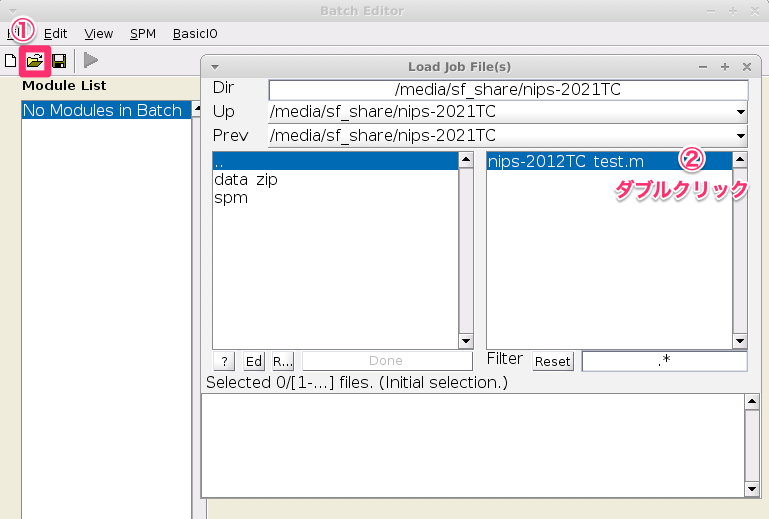 Batch Editor
①
Edit View SPM BasicIO
Module List
No Modules in Batch
Load Job File(s)
Dir /media/sf_share/nips-2021TC
Up /media/sf_share/nips-2021TC
Prev /media/sf_share/nips-2021TC
..
data zip
spm
nips-2012TC test.m ②
ダブルクリック
? Ed R... Done
Filter Reset .*
Selected 0/[1-...] files. (Initial selection.)